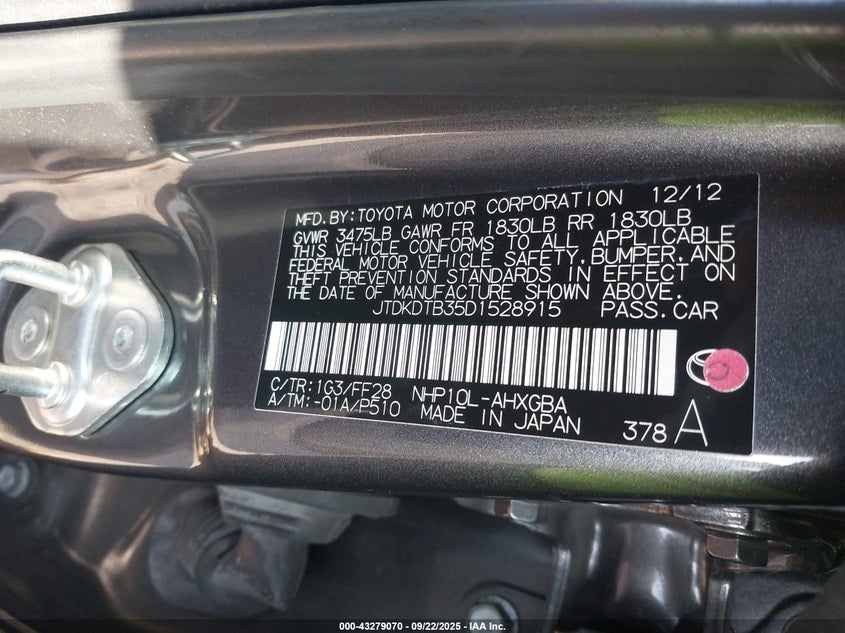 MFD.BY:TOYOTA MOTOR CORPORATION 12/12
GVWR 3475LB GAWR FR 1830LB RR 1830LB
THIS VEHICLE CONFORMS TO ALL APPLICABLE
FEDERAL MOTOR VEHICLE SAFETY,BUMPER,AND
THEFT PREVENTION STANDARDS IN EFFECT ON
THE DATE OF MANUFACTURE SHOWN ABOVE.
JTDKDTB35D1528915 PASS.CAR
C/TR:1G3/FF28 NHP10L-AHXGBA
A/TM:-01A/P510 MADE IN JAPAN
378 A
000-43279070 - 09/22/2025 - IAA Inc.